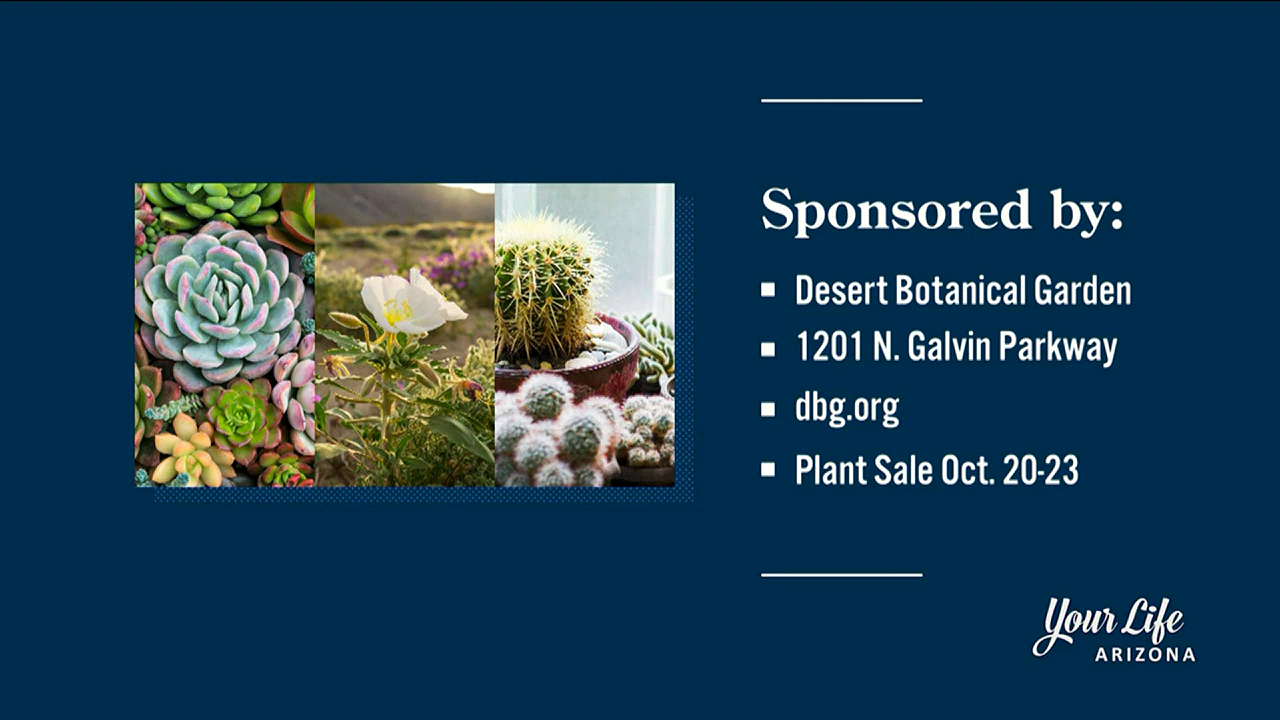 Sponsored by:
Desert Botanical Garden
1201 N. Galvin Parkway
dbg.org
Plant Sale Oct. 20-23
Your Life
ARIZONA